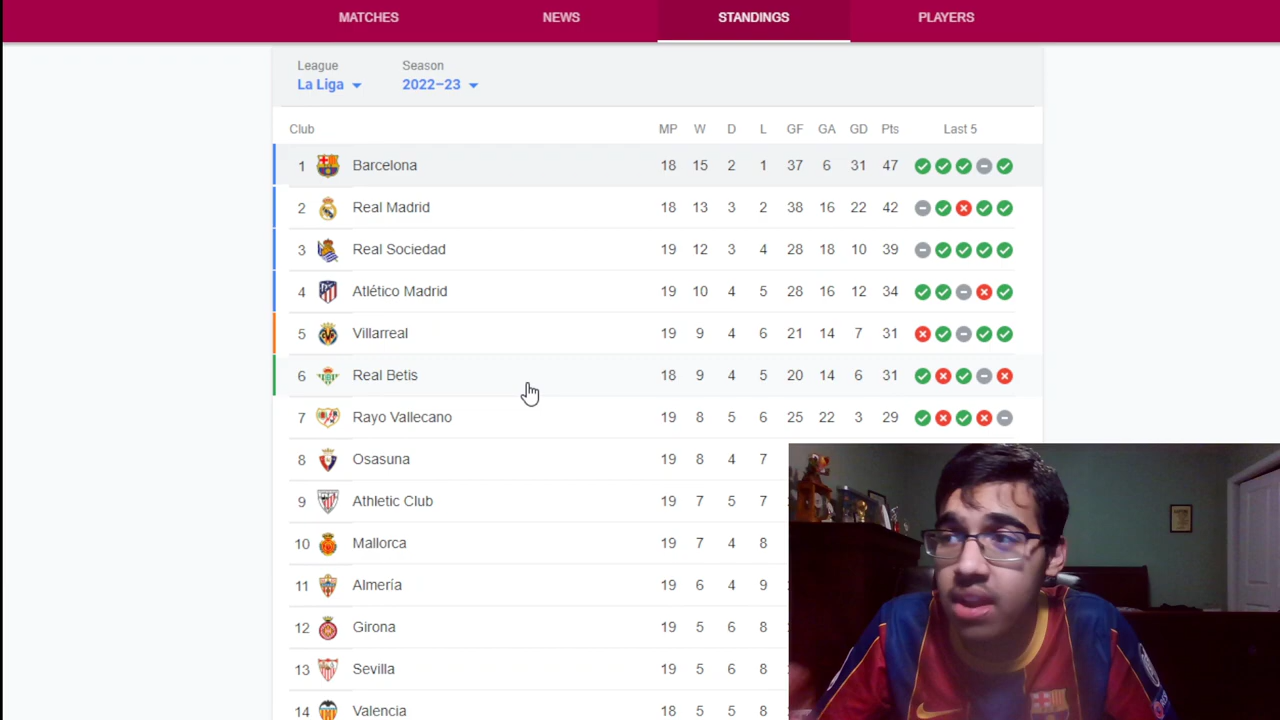 MATCHES NEWS STANDINGS PLAYERS
League Season
La Liga 2022–23
Club MP W D L GF GA GD Pts Last 5
1 Barcelona 18 15 2 1 37 6 31 47
2 Real Madrid 18 13 3 2 38 16 22 42
3 Real Sociedad 19 12 3 4 28 18 10 39
4 Atlético Madrid 19 10 4 5 28 16 12 34
5 Villarreal 19 9 4 6 21 14 7 31
6 Real Betis 18 9 4 5 20 14 6 31
7 Rayo Vallecano 19 8 5 6 25 22 3 29
8 Osasuna 19 8 4 7
9 Athletic Club 19 7 5 7
10 Mallorca 19 7 4 8
11 Almería 19 6 4 9
12 Girona 19 5 6 8
13 Sevilla 19 5 6 8
14 Valencia 18 5 5 8